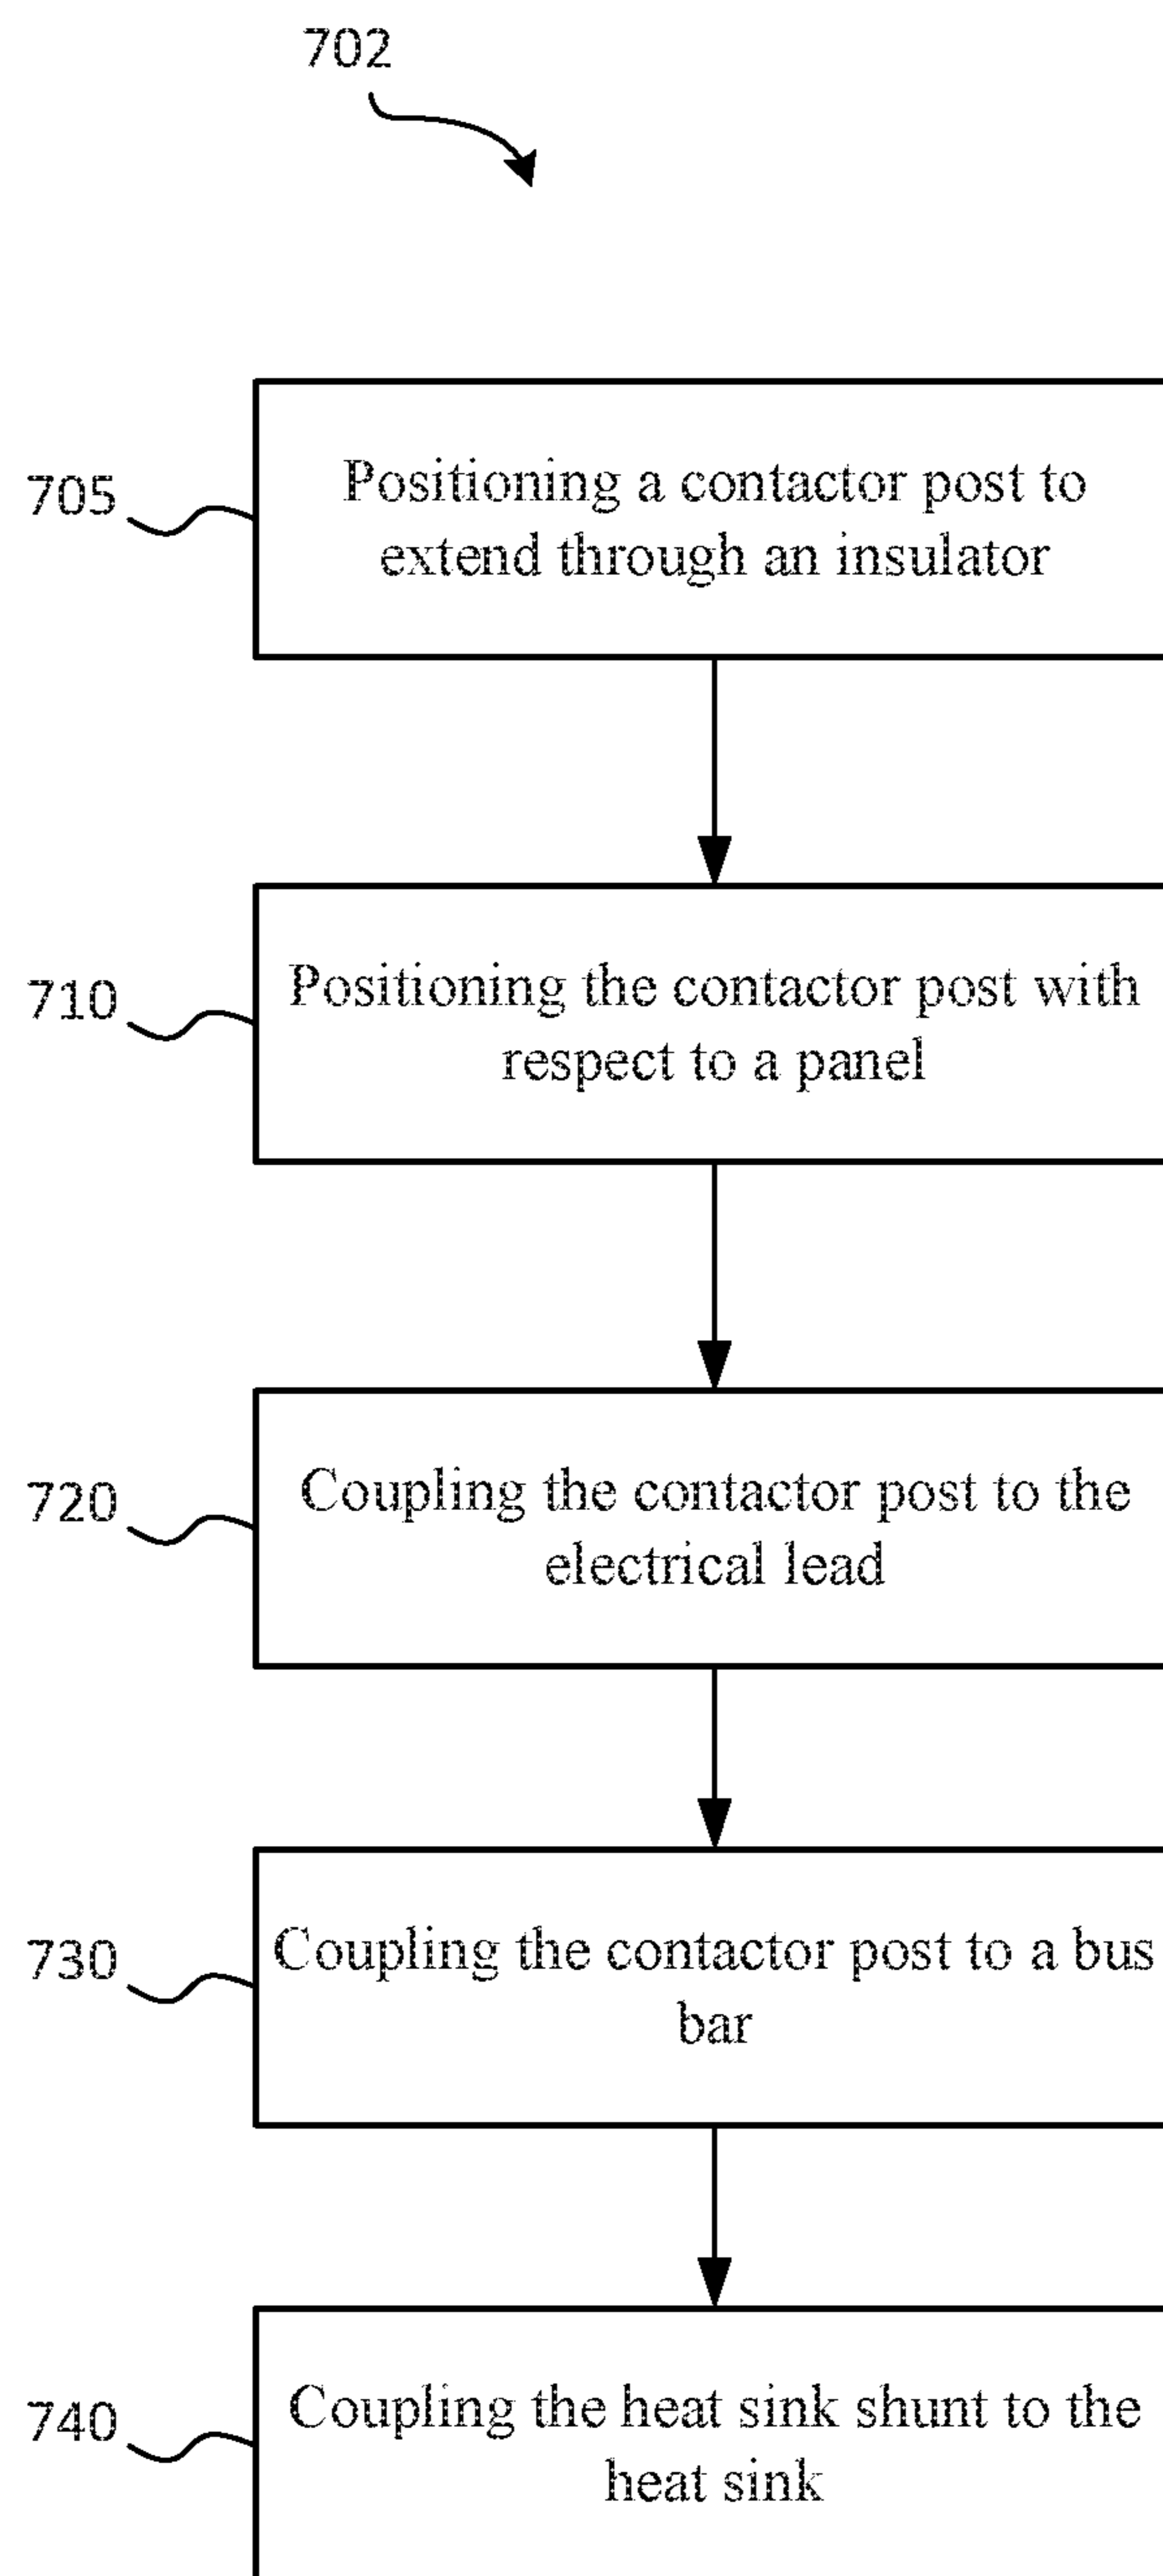 702
705
Positioning a contactor post to
extend through an insulator
710
Positioning the contactor post with
respect to a panel
720
Coupling the contactor post to the
electrical lead
730
Coupling the contactor post to a bus
bar
740
Coupling the heat sink shunt to the
heat sink